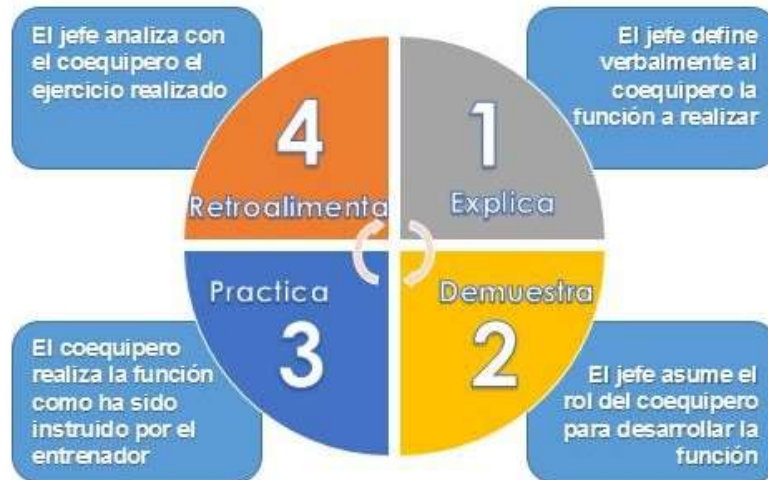 El jefe analiza con
el coequipero el
ejercicio realizado
El jefe define
verbalmente al
coequipero la
función a realizar
4
Retroalimenta
1
Explica
Practica
3
Demuestra
2
El coequipero
realiza la función
como ha sido
instruido por el
entrenador
El jefe asume el
rol del coequipero
para desarrollar la
función